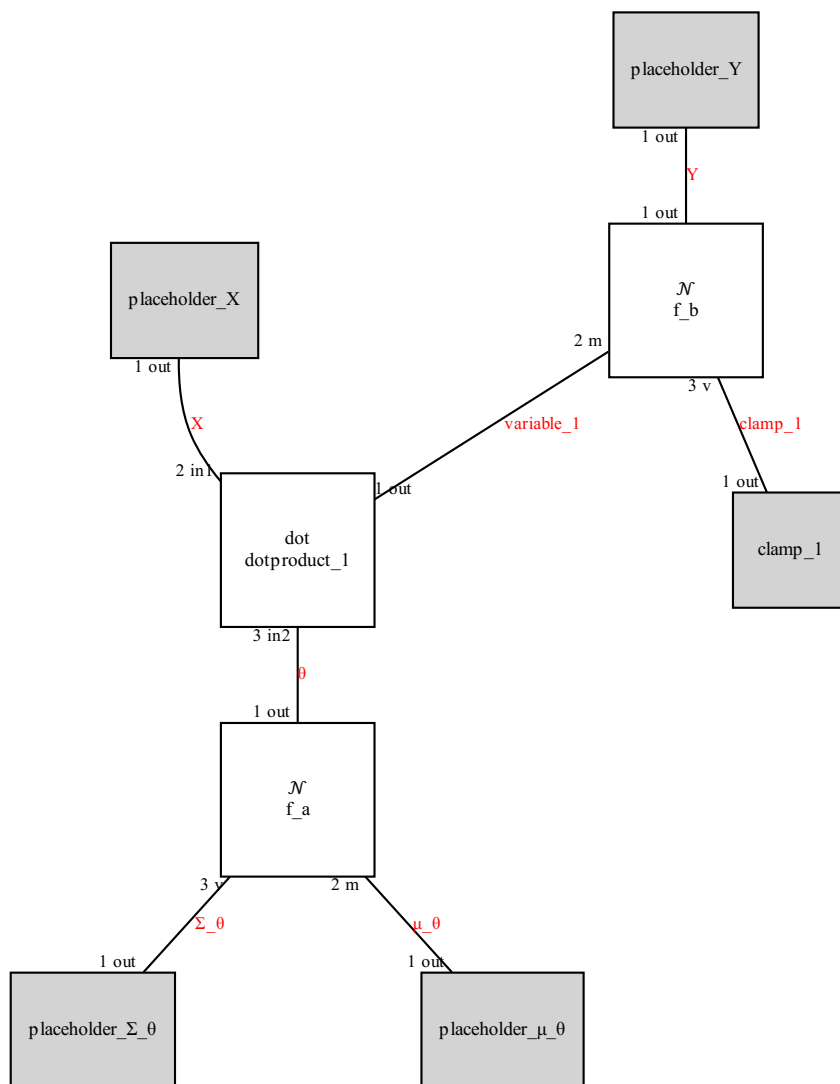 placeholder_Y
1 out
Y
1 out
𝒩
f_b
2 m
3 v
placeholder_X
1 out
X
2 in1
variable_1
clamp_1
1 out
1 out
dot
dotproduct_1
clamp_1
3 in2
θ
1 out
𝒩
f_a
3 v
2 m
Σ_θ
μ_θ
1 out
1 out
placeholder_Σ_θ
placeholder_μ_θ